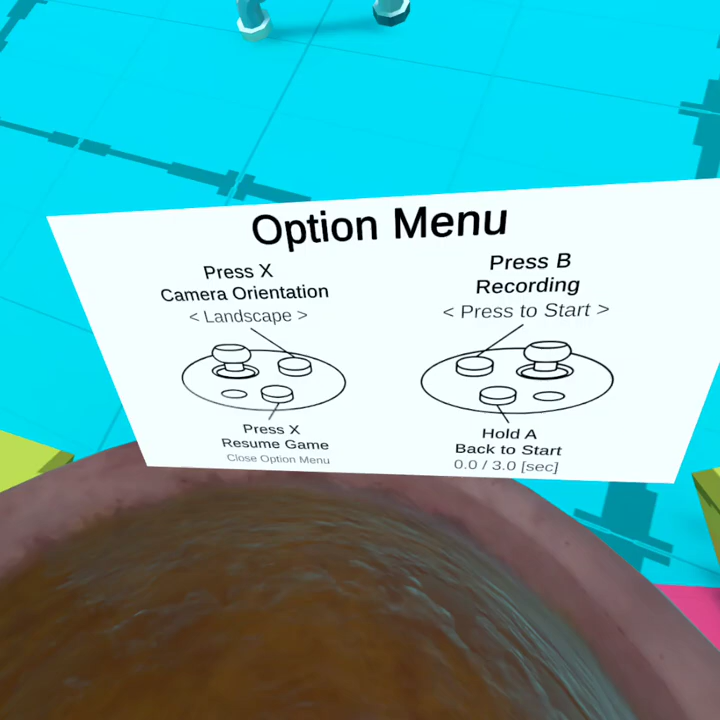 Option Menu
Press X
Camera Orientation
< Landscape >
Press B
Recording
< Press to Start >
Press X
Resume Game
Close Option Menu
Hold A
Back to Start
0.0 / 3.0 [sec]